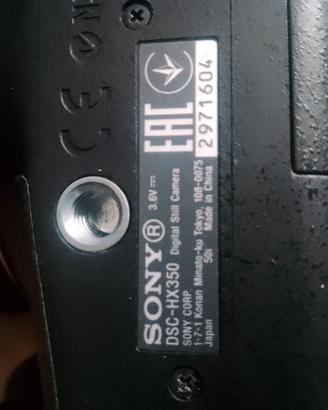 SONY® 3.6V⎓
DSC-HX350 Digital Still Camera
SONY CORP. 50i
1-7-1 Konan Minato-ku Tokyo, 108-0075
Japan Made in China
EAC
2971604
CE